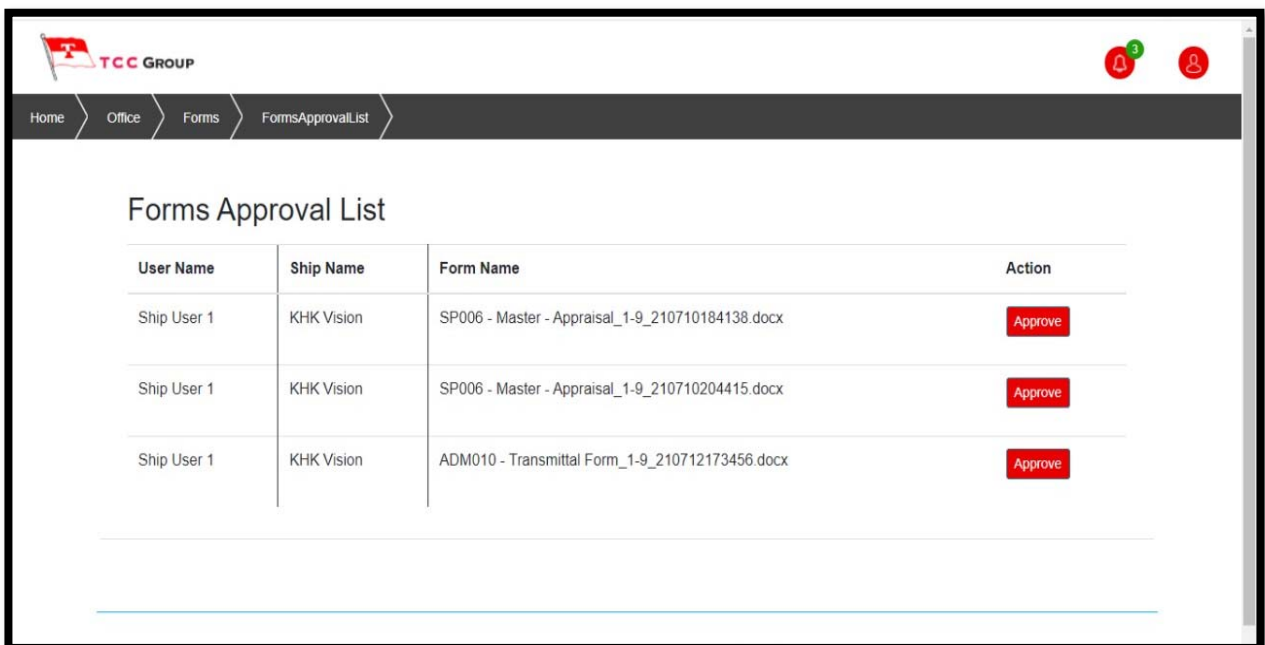 T TCC GROUP
3
Home Office Forms FormsApprovalList
Forms Approval List
User Name Ship Name Form Name Action
Ship User 1 KHK Vision SP006 - Master - Appraisal_1-9_210710184138.docx Approve
Ship User 1 KHK Vision SP006 - Master - Appraisal_1-9_210710204415.docx Approve
Ship User 1 KHK Vision ADM010 - Transmittal Form_1-9_210712173456.docx Approve